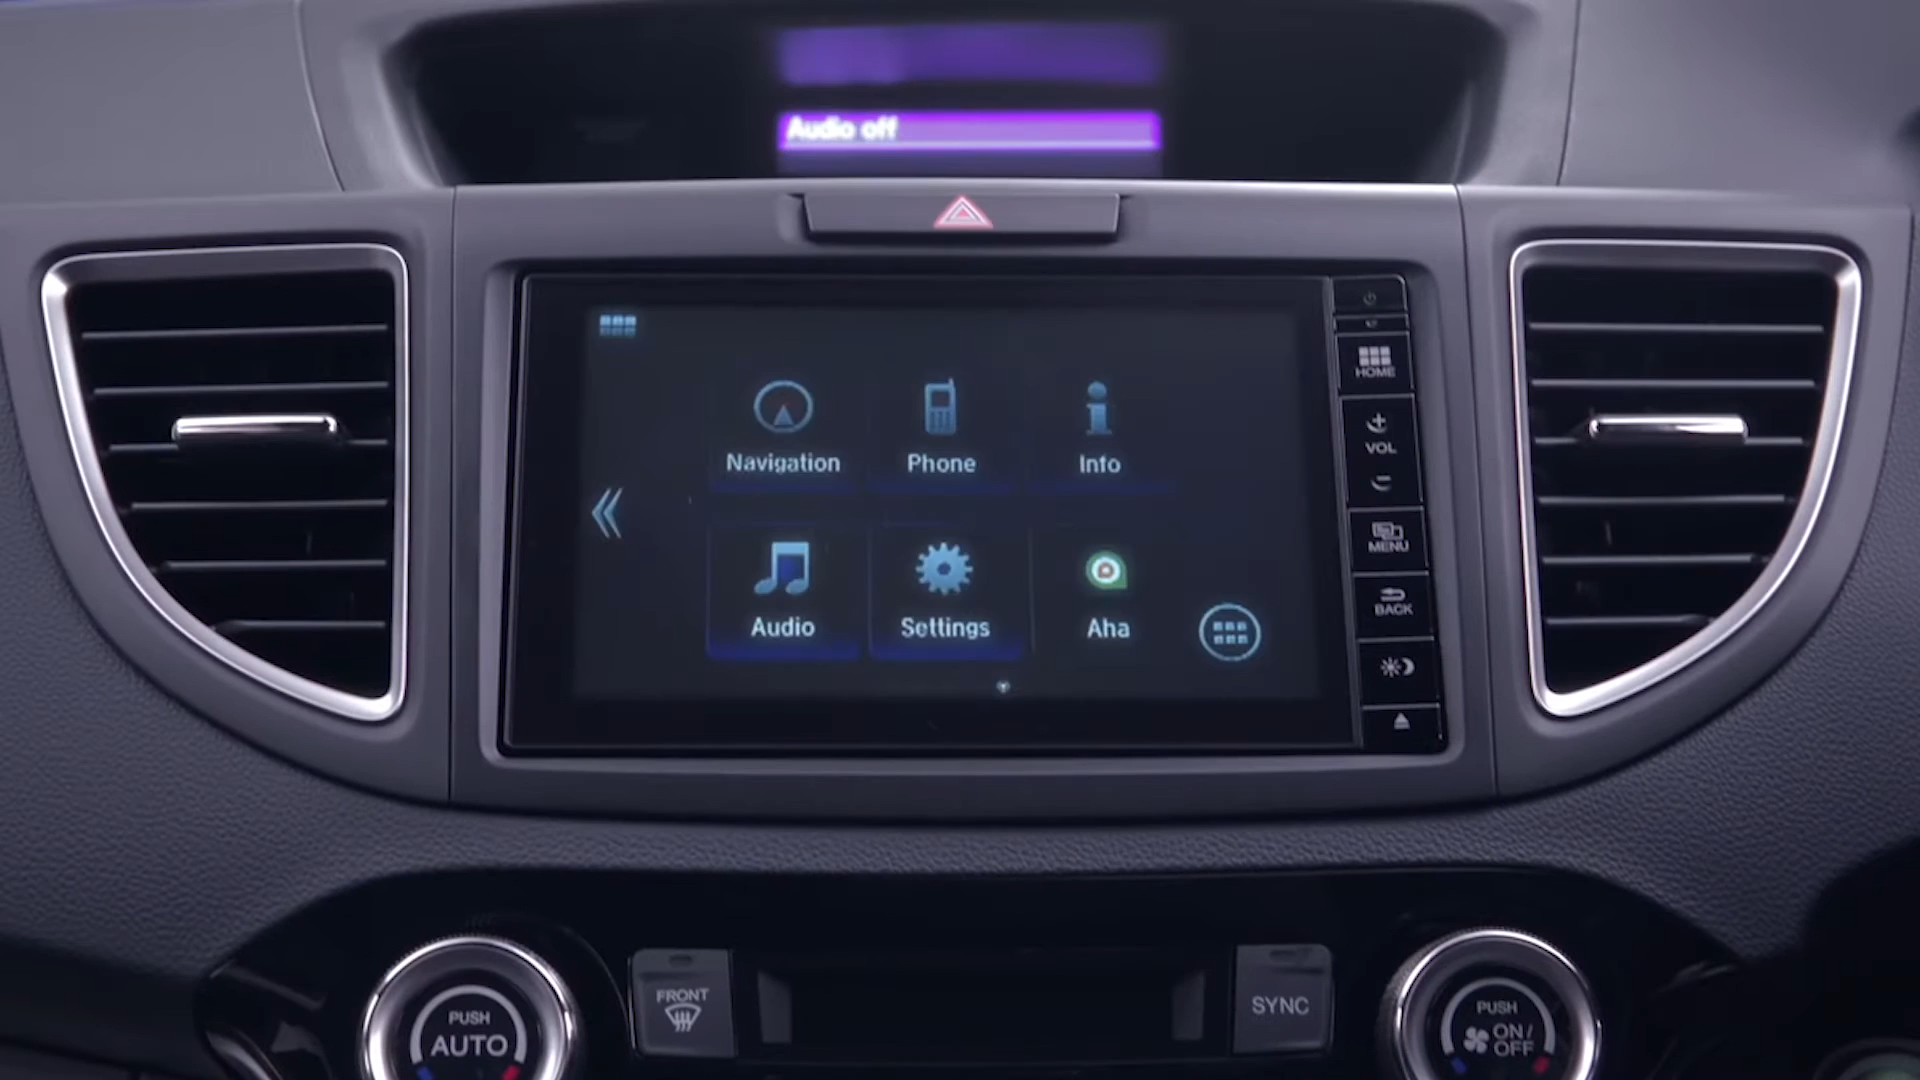 Audio off
HOME
Navigation
Phone
Info
VOL
MENU
BACK
Audio
Settings
Aha
FRONT
SYNC
PUSH
AUTO
PUSH
ON/
OFF